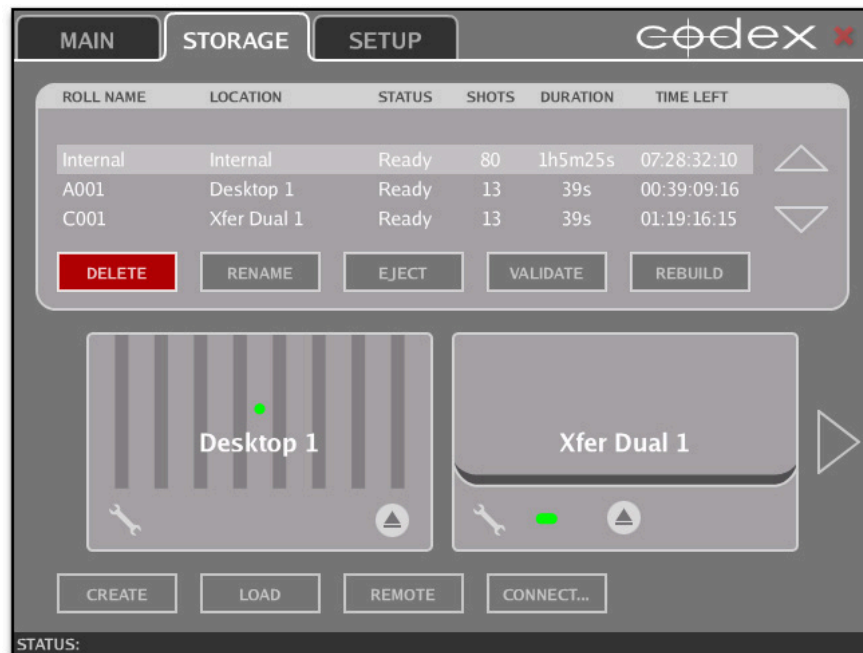 MAIN STORAGE SETUP codex
ROLL NAME LOCATION STATUS SHOTS DURATION TIME LEFT
Internal Internal Ready 80 1h5m25s 07:28:32:10
A001 Desktop 1 Ready 13 39s 00:39:09:16
C001 Xfer Dual 1 Ready 13 39s 01:19:16:15
DELETE RENAME EJECT VALIDATE REBUILD
Desktop 1 Xfer Dual 1
CREATE LOAD REMOTE CONNECT...
STATUS: